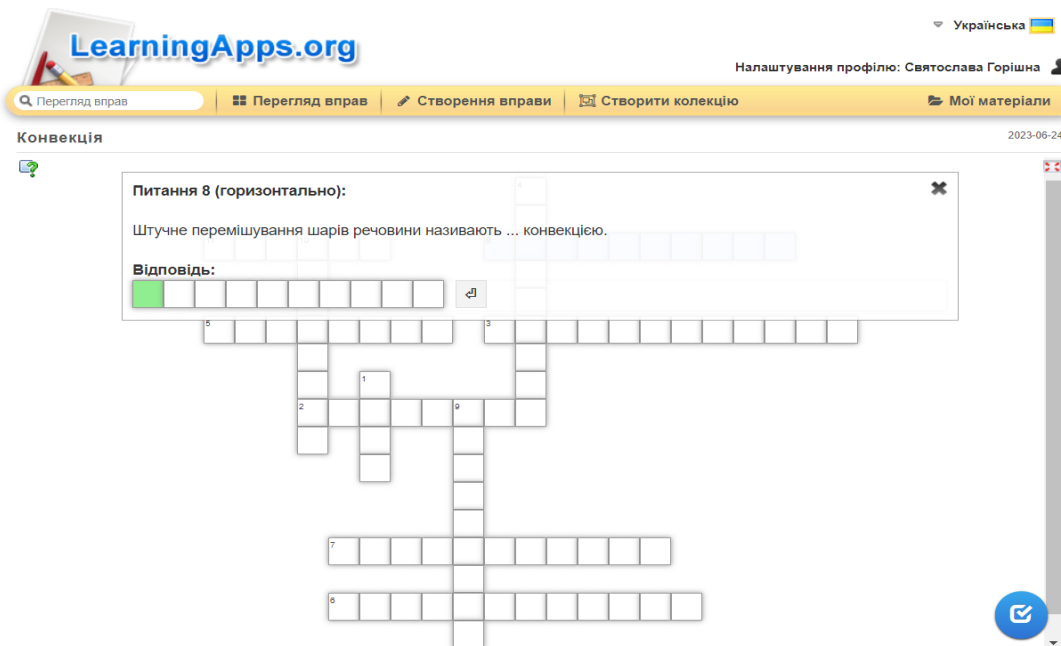 Українська
LearningApps.org
Налаштування профілю: Святослава Горішна
Перегляд вправ
Перегляд вправ
Створення вправи
Створити колекцію
Мої матеріали
Конвекція
2023-06-24
Питання 8 (горизонтально):
Штучне перемішування шарів речовини називають ... конвекцією.
Відповідь:
5
3
1
2
9
7
6